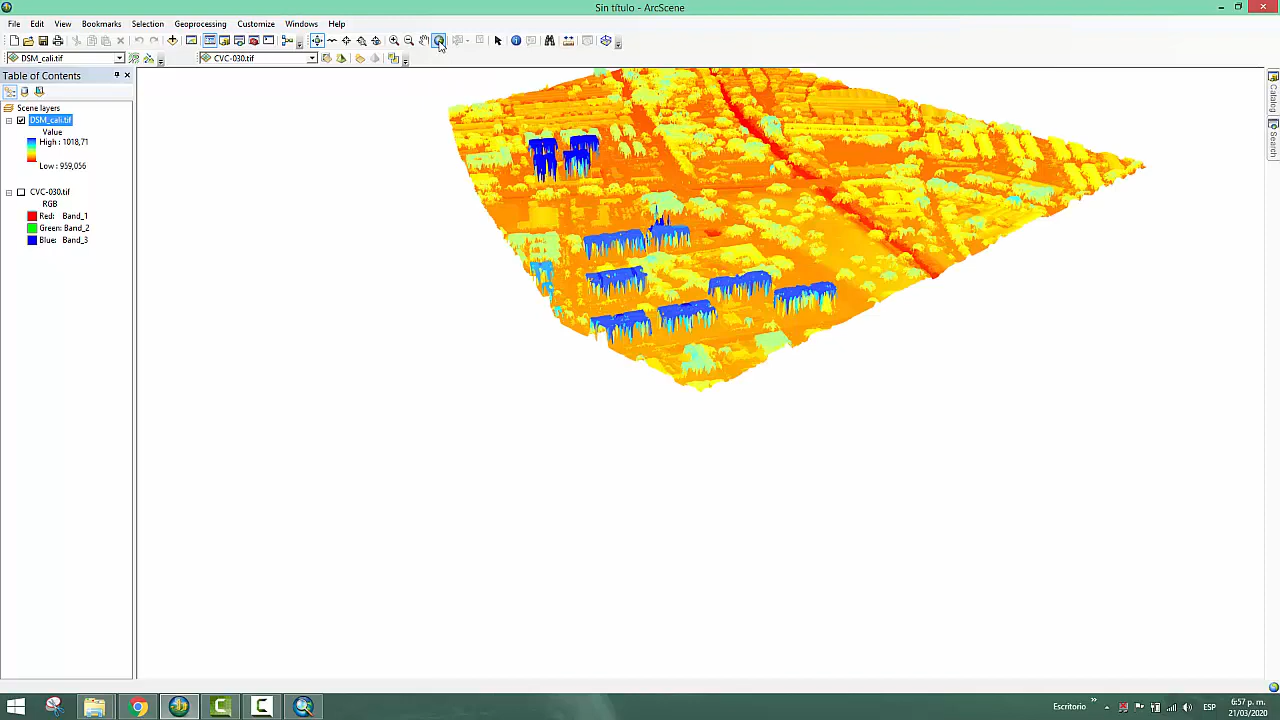 Sin título - ArcScene
File Edit View Bookmarks Selection Geoprocessing Customize Windows Help
DSM_cali.tif CVC-030.tif
Table of Contents
Scene layers
DSM_cali.tif
Value
High : 1018,71
Low : 959,056
CVC-030.tif
RGB
Red: Band_1
Green: Band_2
Blue: Band_3
Catalog
Search
Escritorio
ESP
6:57 p. m.
21/03/2020